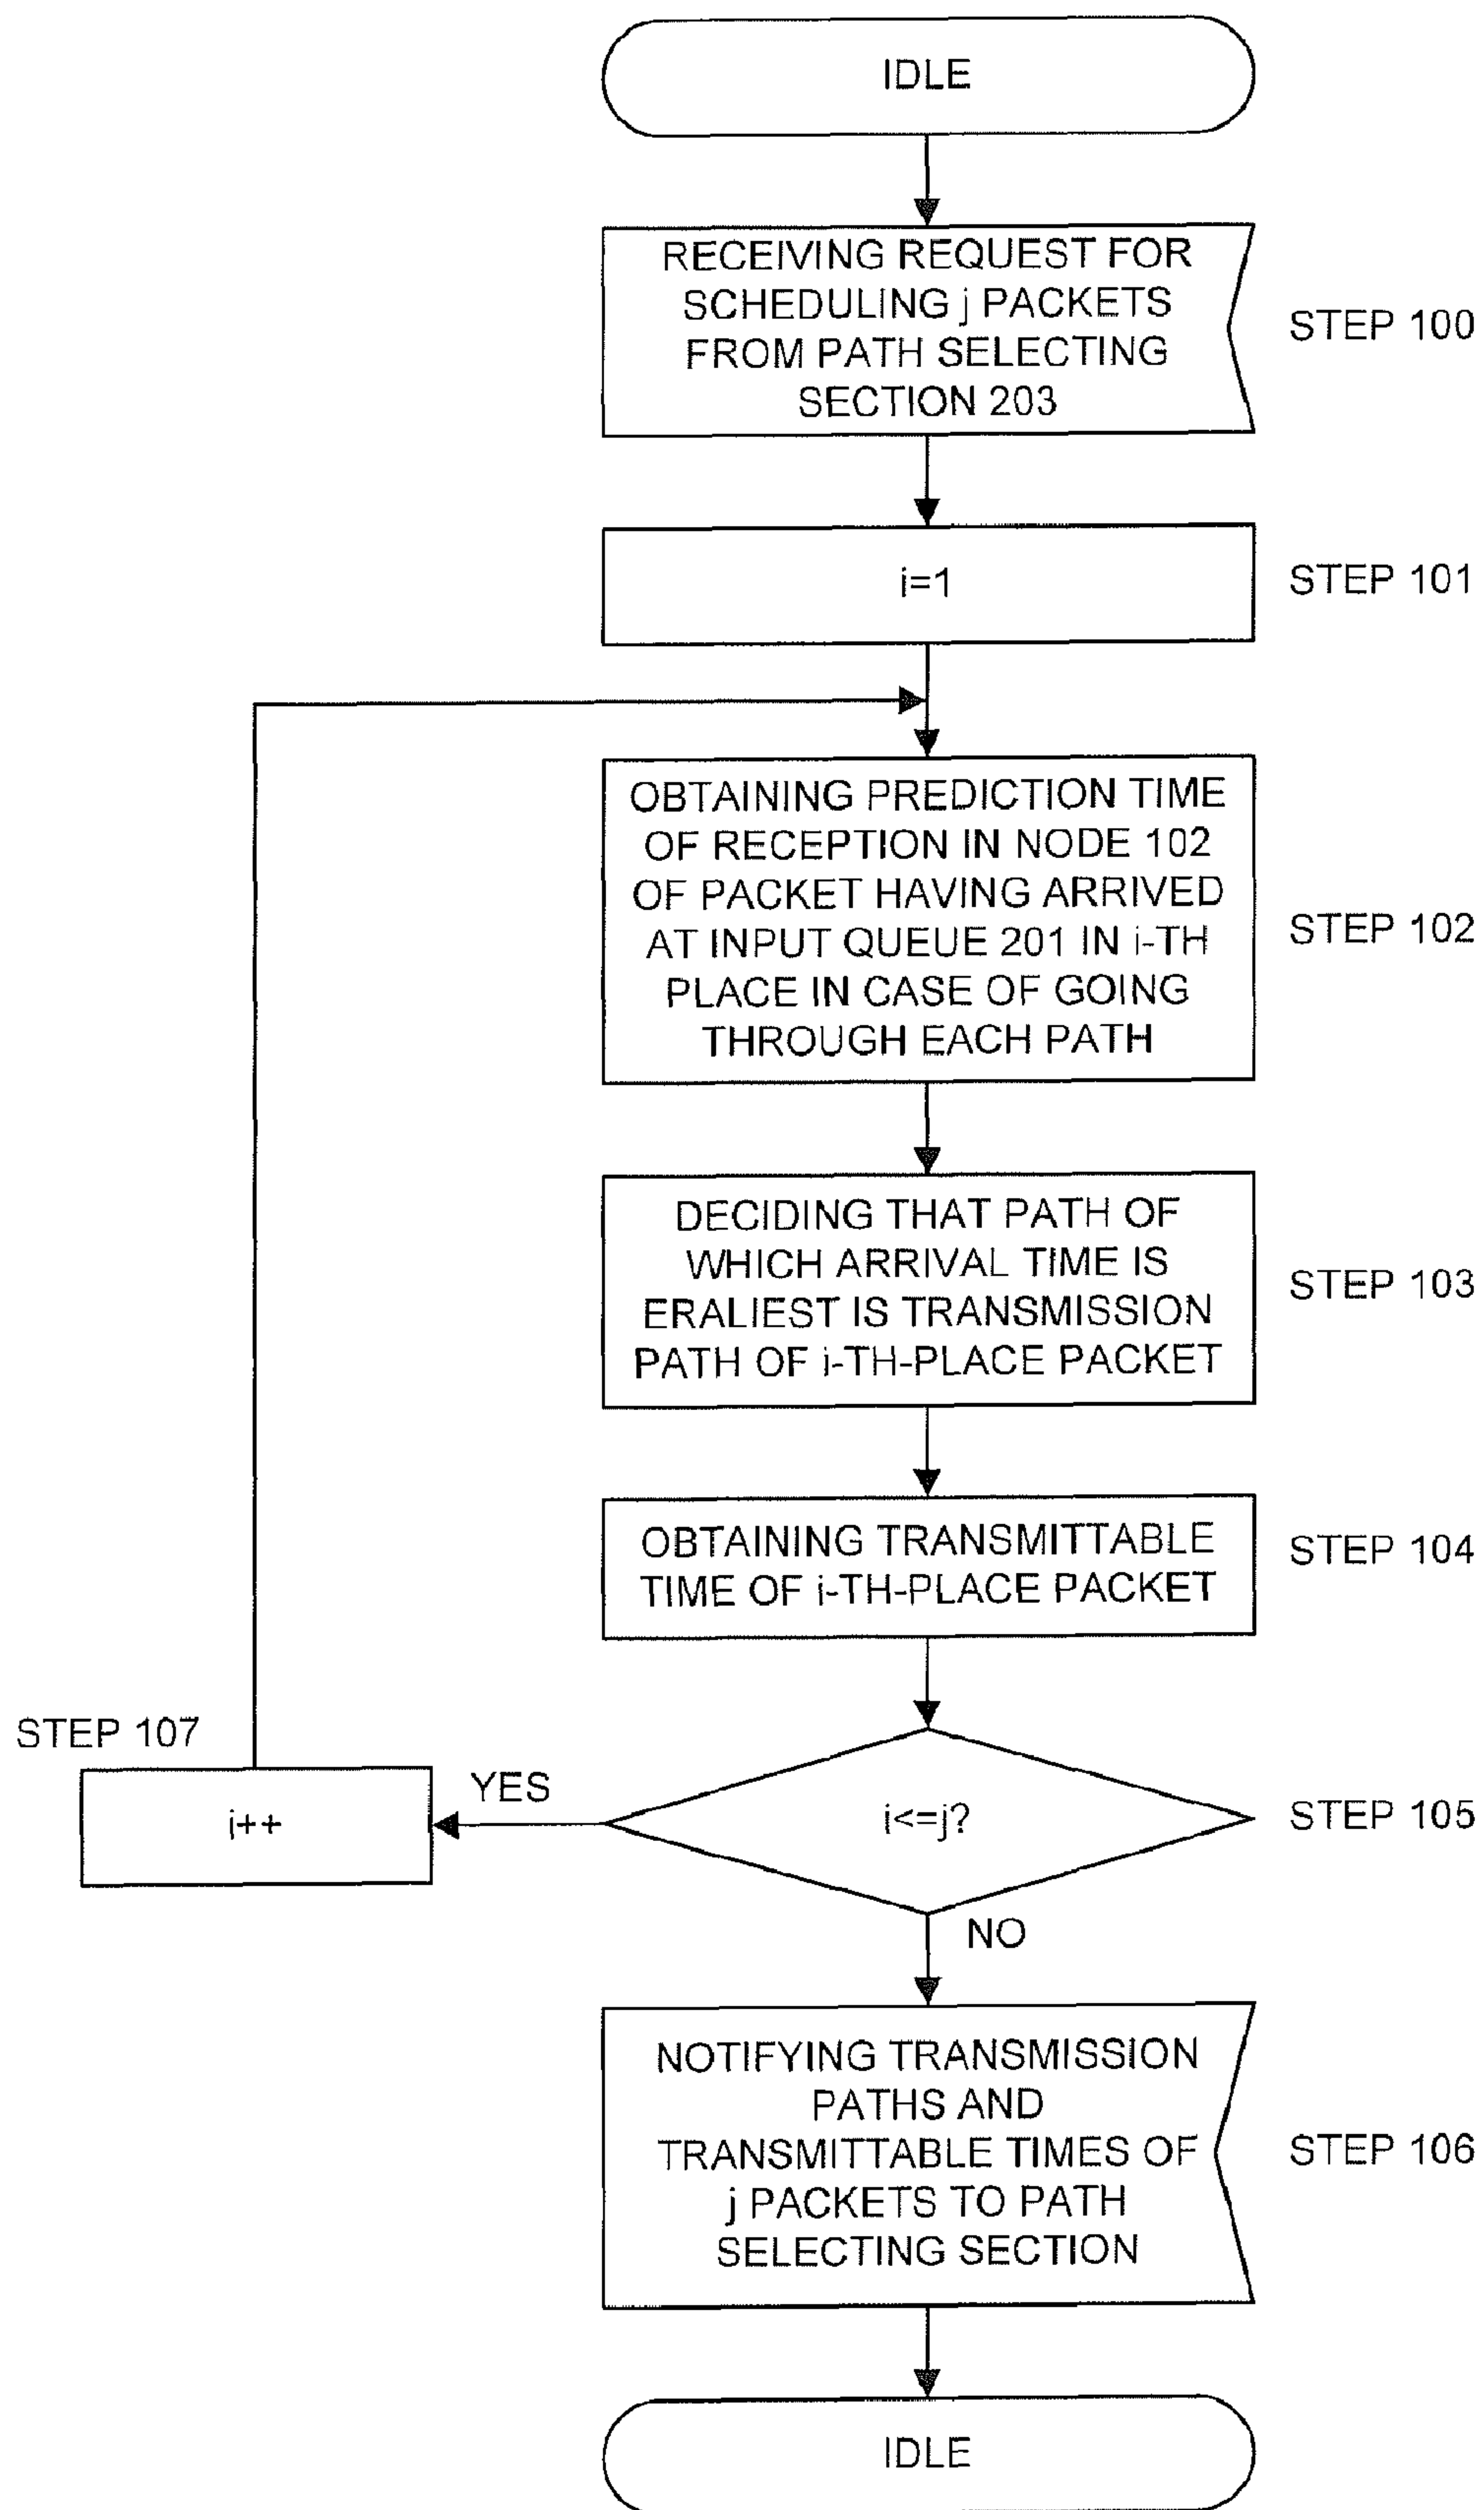 IDLE
RECEIVING REQUEST FOR
SCHEDULING j PACKETS
FROM PATH SELECTING
SECTION 203
STEP 100
i=1
STEP 101
OBTAINING PREDICTION TIME
OF RECEPTION IN NODE 102
OF PACKET HAVING ARRIVED
AT INPUT QUEUE 201 IN i-TH
PLACE IN CASE OF GOING
THROUGH EACH PATH
STEP 102
DECIDING THAT PATH OF
WHICH ARRIVAL TIME IS
ERALIEST IS TRANSMISSION
PATH OF i-TH-PLACE PACKET
STEP 103
OBTAINING TRANSMITTABLE
TIME OF i-TH-PLACE PACKET
STEP 104
STEP 107
i++
YES
i<=j?
STEP 105
NO
NOTIFYING TRANSMISSION
PATHS AND
TRANSMITTABLE TIMES OF
j PACKETS TO PATH
SELECTING SECTION
STEP 106
IDLE